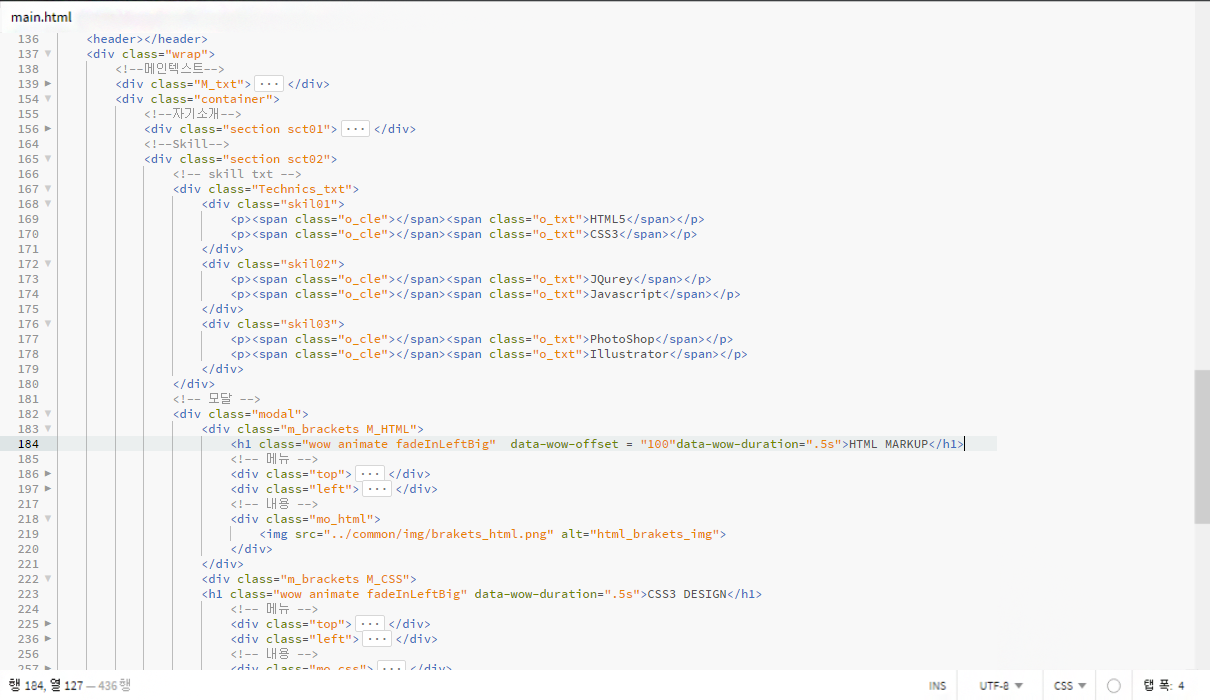 main.html
136 <header></header>
137 <div class="wrap">
138 <!--메인텍스트-->
139 <div class="M_txt"> ... </div>
154 <div class="container">
155 <!--자기소개-->
156 <div class="section sct01"> ... </div>
164 <!--Skill-->
165 <div class="section sct02">
166 <!-- skill txt -->
167 <div class="Technics_txt">
168 <div class="skil01">
169 <p><span class="o_cle"></span><span class="o_txt">HTML5</span></p>
170 <p><span class="o_cle"></span><span class="o_txt">CSS3</span></p>
171 </div>
172 <div class="skil02">
173 <p><span class="o_cle"></span><span class="o_txt">JQurey</span></p>
174 <p><span class="o_cle"></span><span class="o_txt">Javascript</span></p>
175 </div>
176 <div class="skil03">
177 <p><span class="o_cle"></span><span class="o_txt">PhotoShop</span></p>
178 <p><span class="o_cle"></span><span class="o_txt">Illustrator</span></p>
179 </div>
180 </div>
181 <!-- 모달 -->
182 <div class="modal">
183 <div class="m_brackets M_HTML">
184 <h1 class="wow animate fadeInLeftBig"  data-wow-offset = "100"data-wow-duration=".5s">HTML MARKUP</h1>
185 <!-- 메뉴 -->
186 <div class="top"> ... </div>
197 <div class="left"> ... </div>
217 <!-- 내용 -->
218 <div class="mo_html">
219 <img src="../common/img/brakets_html.png" alt="html_brakets_img">
220 </div>
221 </div>
222 <div class="m_brackets M_CSS">
223 <h1 class="wow animate fadeInLeftBig" data-wow-duration=".5s">CSS3 DESIGN</h1>
224 <!-- 메뉴 -->
225 <div class="top"> ... </div>
236 <div class="left"> ... </div>
256 <!-- 내용 -->
257 <div class="mo_css"> ... </div>
행 184, 열 127 — 436 행 INS UTF-8 CSS 탭 폭: 4